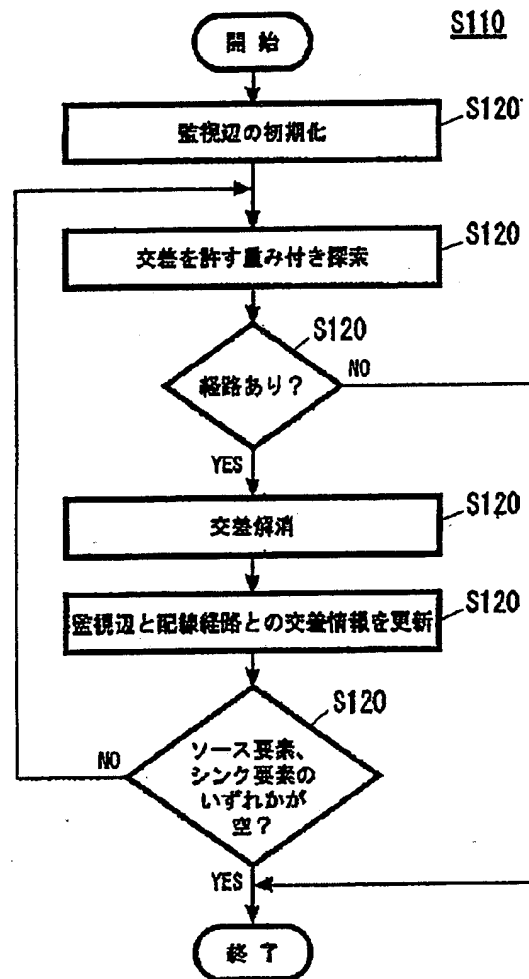 S110
開始
S120
監視辺の初期化
S120
交差を許す重み付き探索
S120
経路あり？
NO
YES
S120
交差解消
S120
監視辺と配線経路との交差情報を更新
S120
ソース要素、
シンク要素の
いずれかが
空？
NO
YES
終了